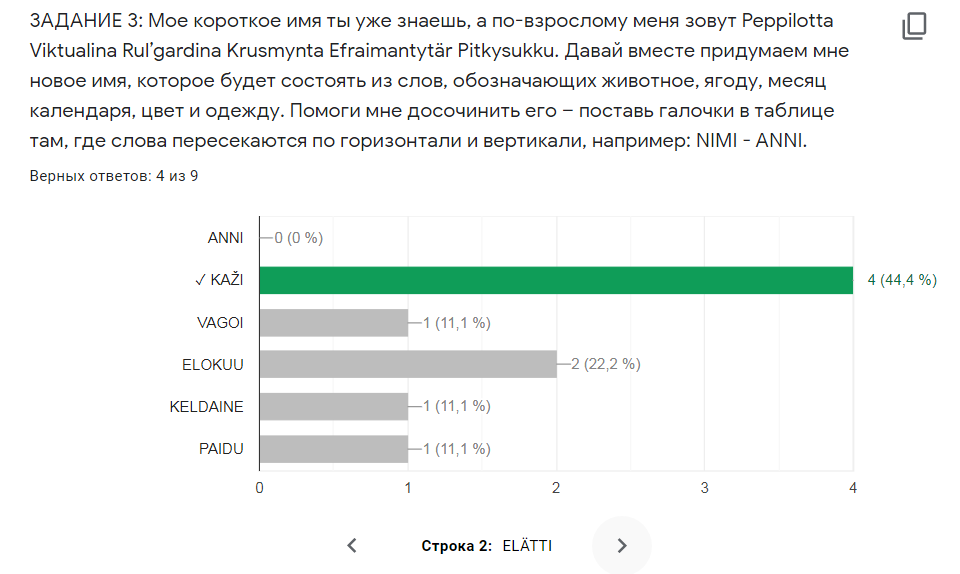 ЗАДАНИЕ 3: Мое короткое имя ты уже знаешь, а по-взрослому меня зовут Peppilotta
Viktualina Rul’gardina Krusmynta Efraimantytär Pitkysukku. Давай вместе придумаем мне
новое имя, которое будет состоять из слов, обозначающих животное, ягоду, месяц
календаря, цвет и одежду. Помоги мне досочинить его – поставь галочки в таблице
там, где слова пересекаются по горизонтали и вертикали, например: NIMI - ANNI.
Верных ответов: 4 из 9
ANNI 0 (0 %)
✓ KAŽI 4 (44,4 %)
VAGOI 1 (11,1 %)
ELOKUU 2 (22,2 %)
KELDAINE 1 (11,1 %)
PAIDU 1 (11,1 %)
0 1 2 3 4
Строка 2: ELÄTTI